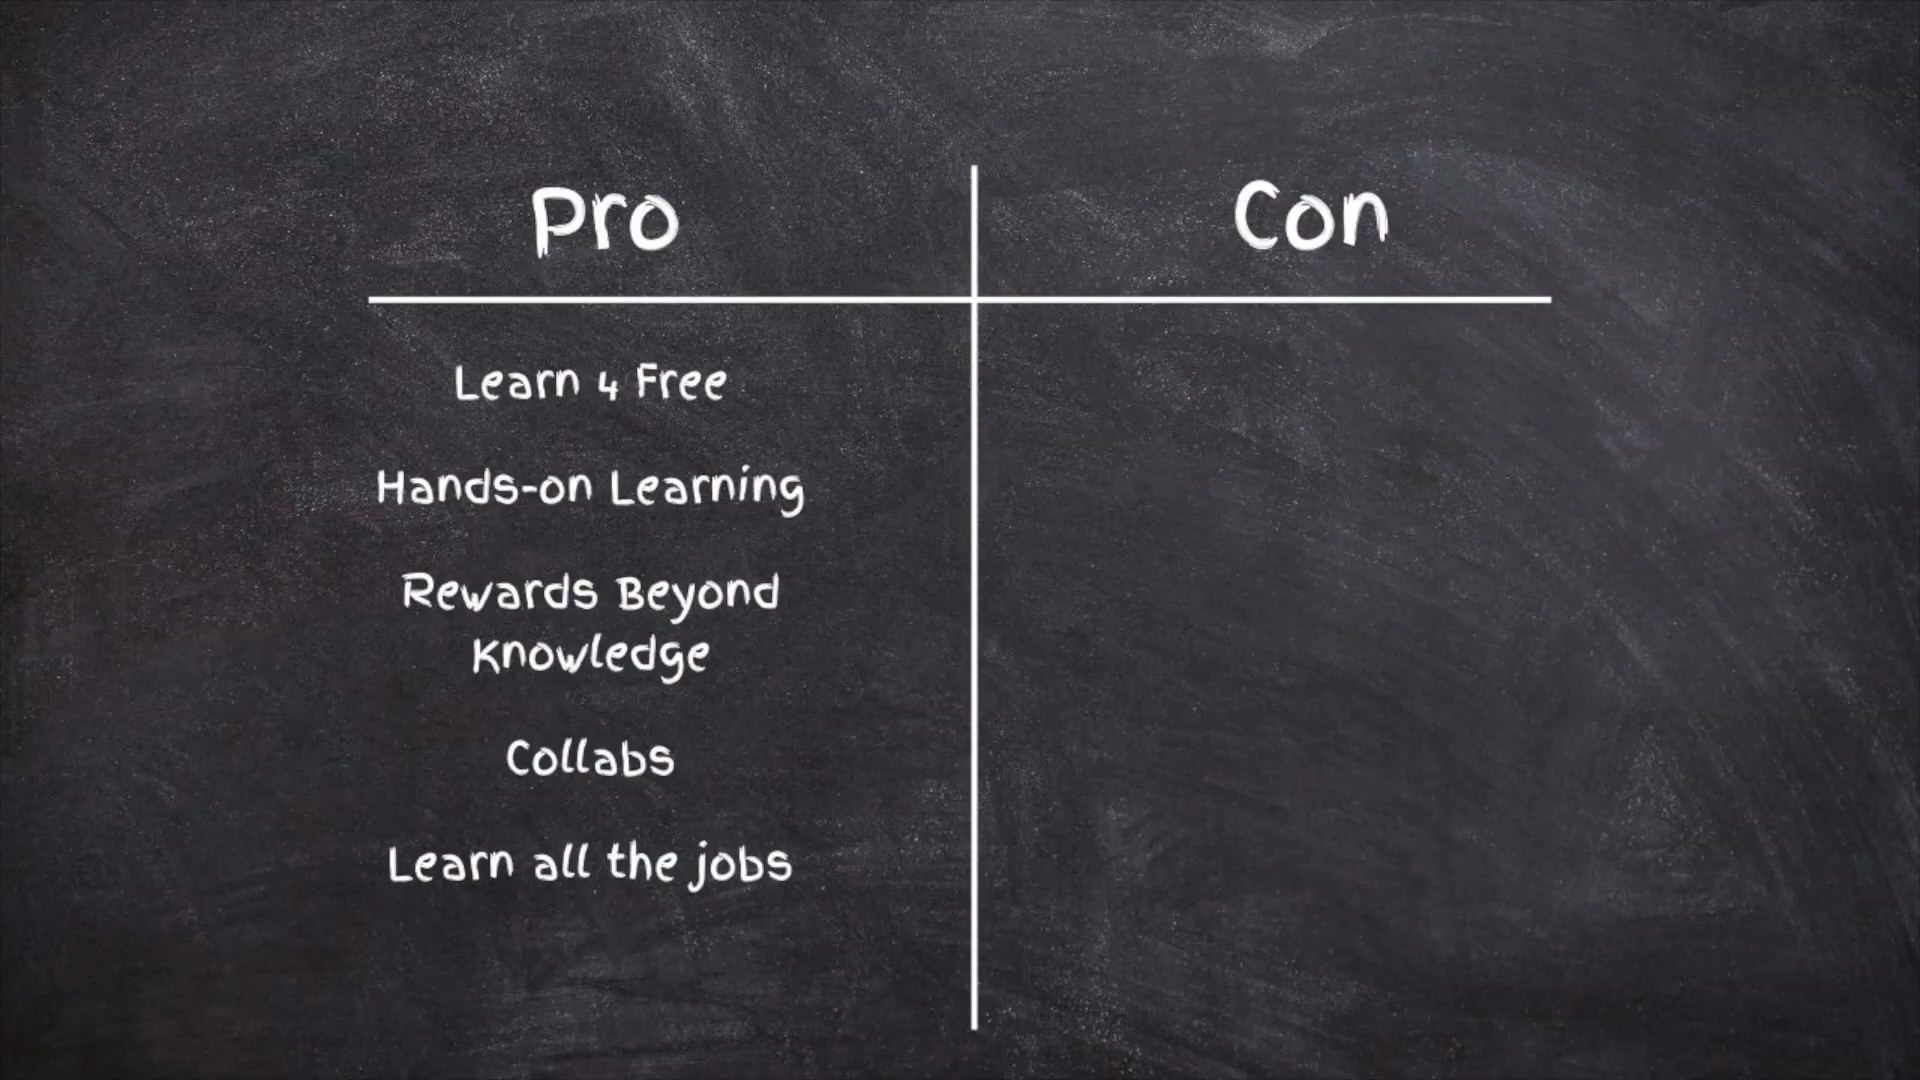 Pro
Con
Learn 4 Free
Hands-on Learning
Rewards Beyond
Knowledge
Collabs
Learn all the jobs